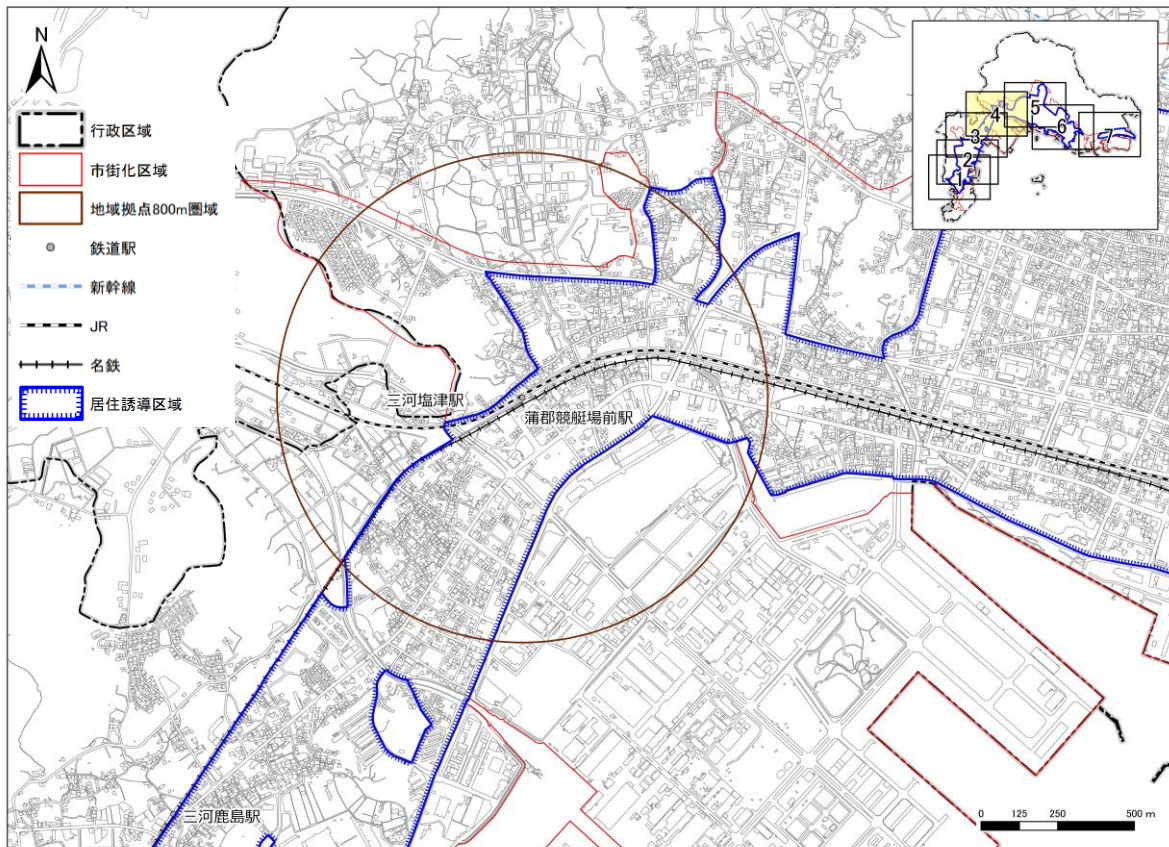 N
行政区域
市街化区域
地域拠点800m圏域
鉄道駅
新幹線
JR
名鉄
居住誘導区域
5
4
6
7
3
2
1
三河塩津駅
蒲郡競艇場前駅
三河鹿島駅
0 125 250 500 m